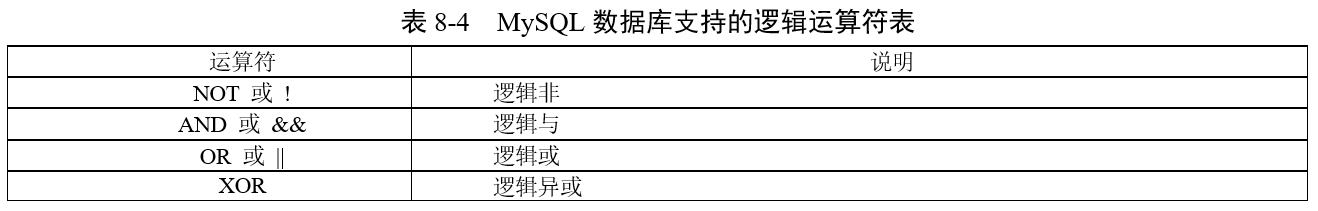 表 8-4 MySQL 数据库支持的逻辑运算符表
运算符 说明
NOT 或 ! 逻辑非
AND 或 && 逻辑与
OR 或 || 逻辑或
XOR 逻辑异或